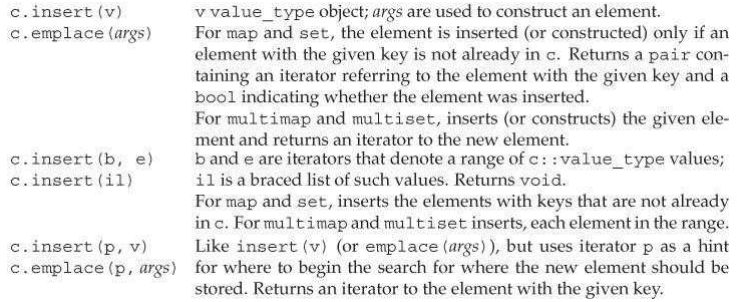 c.insert(v) v value_type object; args are used to construct an element.
c.emplace(args) For map and set, the element is inserted (or constructed) only if an
element with the given key is not already in c. Returns a pair con-
taining an iterator referring to the element with the given key and a
bool indicating whether the element was inserted.
For multimap and multiset, inserts (or constructs) the given ele-
ment and returns an iterator to the new element.
c.insert(b, e) b and e are iterators that denote a range of c::value_type values;
c.insert(il) il is a braced list of such values. Returns void.
For map and set, inserts the elements with keys that are not already
in c. For multimap and multiset inserts, each element in the range.
c.insert(p, v) Like insert(v) (or emplace(args)), but uses iterator p as a hint
c.emplace(p, args) for where to begin the search for where the new element should be
stored. Returns an iterator to the element with the given key.